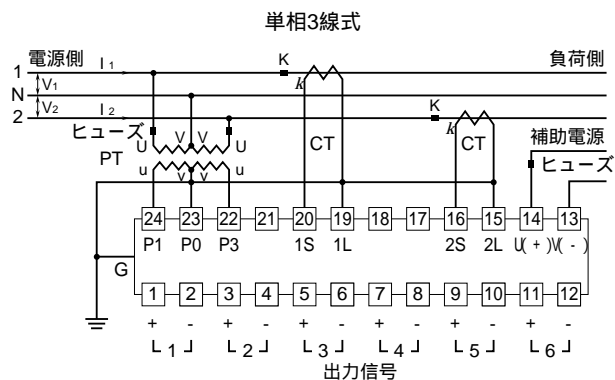 単相3線式
電源側 I1 K 負荷側
1
k
V1
N
V2
I2 K
2
k
ヒューズ
U V V U
CT CT 補助電源
PT ヒューズ
u v v u
24 23 22 21 20 19 18 17 16 15 14 13
P1 P0 P3 1S 1L 2S 2L U(+) V(-)
G
1 2 3 4 5 6 7 8 9 10 11 12
+ - + - + - + - + - + -
1 2 3 4 5 6
出力信号